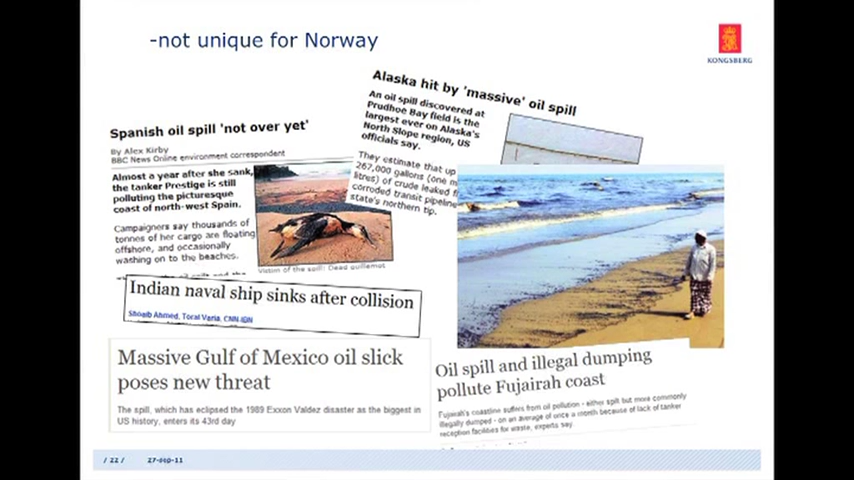 -not unique for Norway
KONGSBERG
Alaska hit by 'massive' oil spill
An oil spill discovered at
Prudhoe Bay field is the
largest ever on Alaska's
North Slope region, US
officials say.
They estimate that up
267,000 gallons (one m
litres) of crude leaked f
corroded transit pipeline
state's northern tip.
Spanish oil spill 'not over yet'
By Alex Kirby
BBC News Online environment correspondent
Almost a year after she sank,
the tanker Prestige is still
polluting the picturesque
coast of north-west Spain.
Campaigners say thousands of
tonnes of her cargo are floating
offshore, and occasionally
washing on to the beaches.
Victim of the spill: Dead guillemot
Indian naval ship sinks after collision
Shoaib Ahmed, Toral Varia, CNN-IBN
Massive Gulf of Mexico oil slick
poses new threat
The spill, which has eclipsed the 1989 Exxon Valdez disaster as the biggest in
US history, enters its 43rd day
Oil spill and illegal dumping
pollute Fujairah coast
Fujairah's coastline suffers from oil pollution - either spilt but more commonly
illegally dumped - on an average of once a month because of lack of tanker
reception facilities for waste, experts say
/ 22 /
27-sep-11